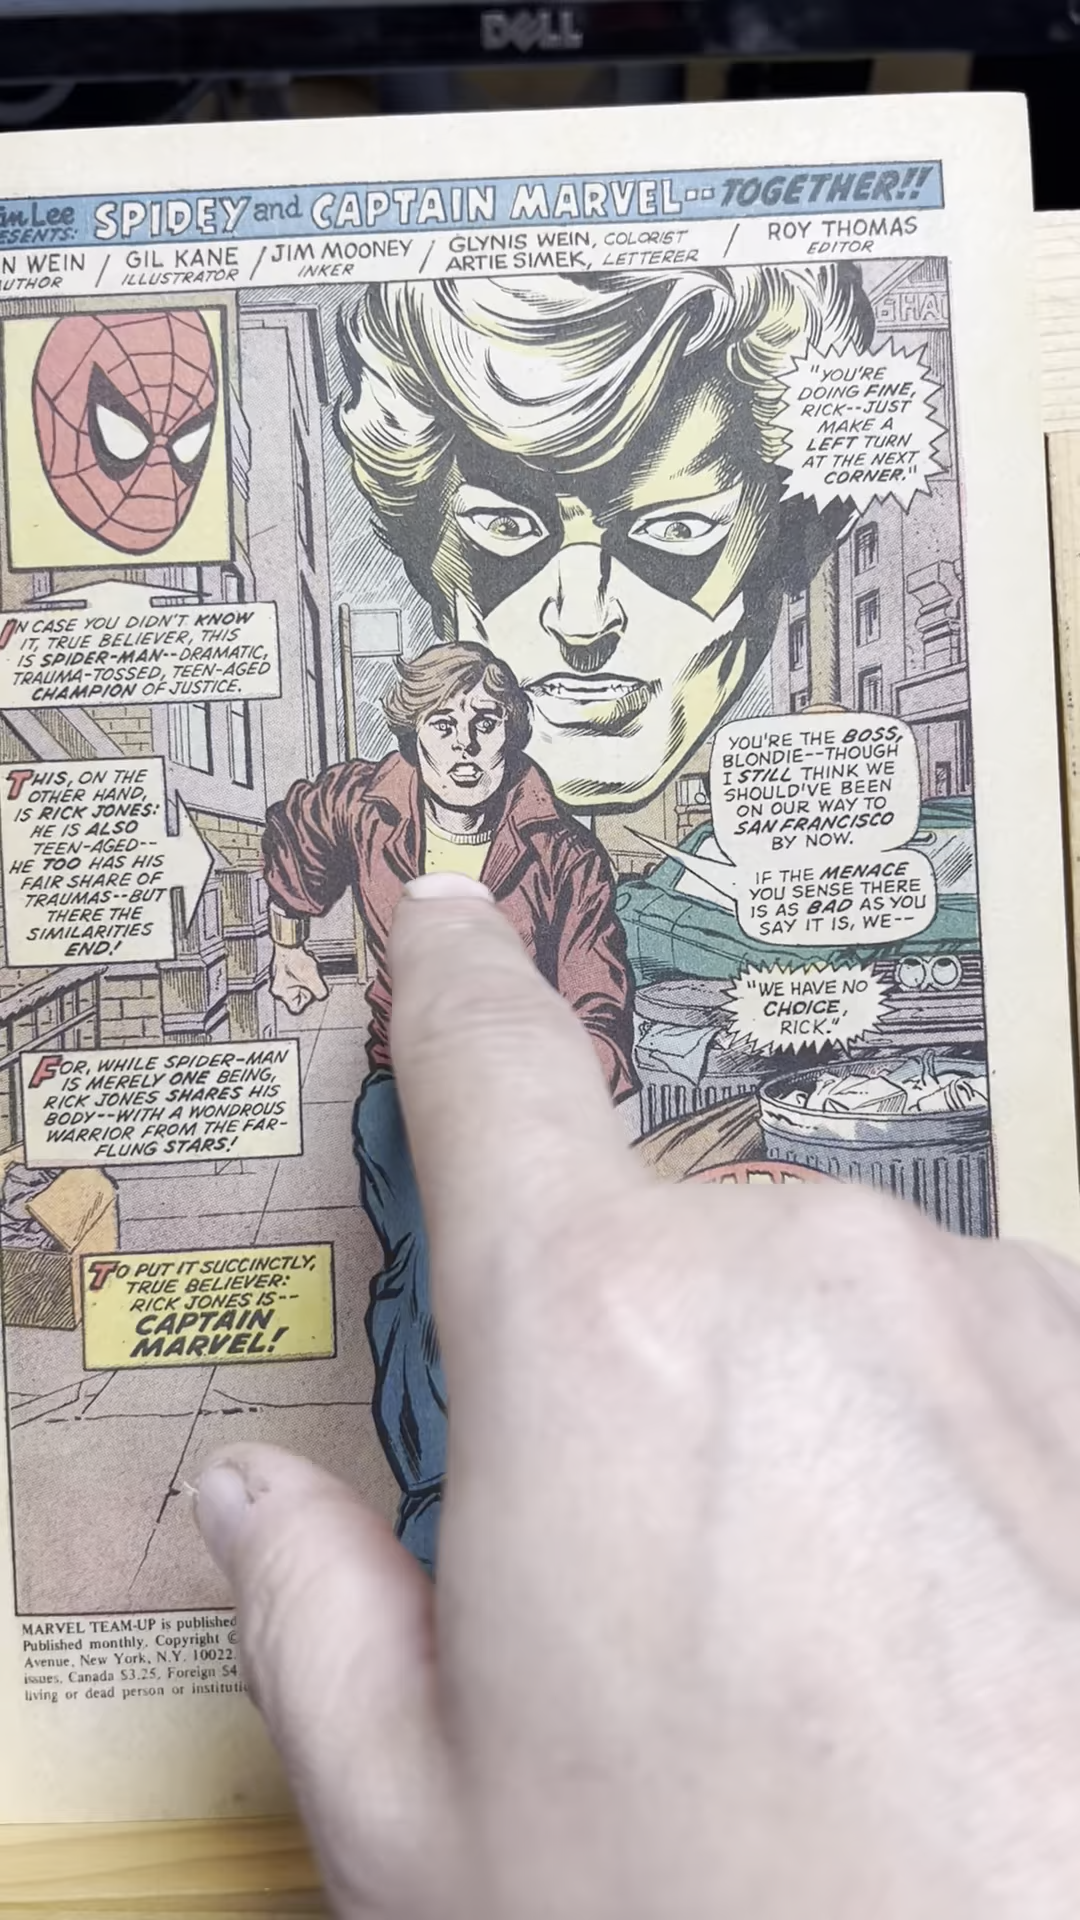 DELL
SPIDEY and CAPTAIN MARVEL--TOGETHER!!
GIL KANE / JIM MOONEY / GLYNIS WEIN, COLORIST / ROY THOMAS
ILLUSTRATOR INKER ARTIE SIMEK, LETTERER EDITOR
WEIN
"YOU'RE
DOING FINE,
RICK--JUST
MAKE A
LEFT TURN
AT THE NEXT
CORNER."
IN CASE YOU DIDN'T KNOW
IT, TRUE BELIEVER, THIS
IS SPIDER-MAN--DRAMATIC,
TRAUMA-TOSSED, TEEN-AGED
CHAMPION OF JUSTICE.
YOU'RE THE BOSS,
BLONDIE--THOUGH
I STILL THINK WE
SHOULD'VE BEEN
ON OUR WAY TO
SAN FRANCISCO
BY NOW.
IF THE MENACE
YOU SENSE THERE
IS AS BAD AS YOU
SAY IT IS, WE--
THIS, ON THE
OTHER HAND,
IS RICK JONES:
HE IS ALSO
TEEN-AGED--
HE TOO HAS HIS
FAIR SHARE OF
TRAUMAS--BUT
THERE THE
SIMILARITIES
END!
"WE HAVE NO
CHOICE,
RICK."
FOR, WHILE SPIDER-MAN
IS MERELY ONE BEING,
RICK JONES SHARES HIS
BODY--WITH A WONDROUS
WARRIOR FROM THE FAR-
FLUNG STARS!
TO PUT IT SUCCINCTLY,
TRUE BELIEVER:
RICK JONES IS--
CAPTAIN
MARVEL!
MARVEL TEAM-UP is published
Published monthly. Copyright ©
Avenue, New York, N.Y. 10022.
issues. Canada $3.25. Foreign $4
living or dead person or